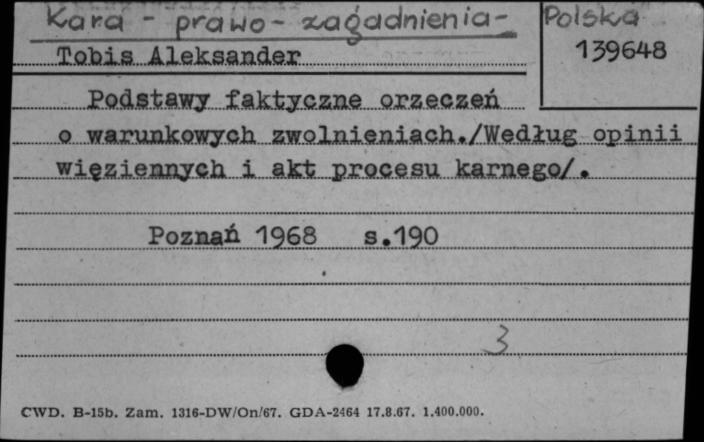 Kara - prawo - zagadnienia - Polska
Tobis Aleksander
139648
Podstawy faktyczne orzeczeń
o warunkowych zwolnieniach./Według opinii
więziennych i akt procesu karnego/.
Poznań 1968 s.190
3
CWD. B-15b. Zam. 1316-DW/On/67. GDA-2464 17.8.67. 1.400.000.